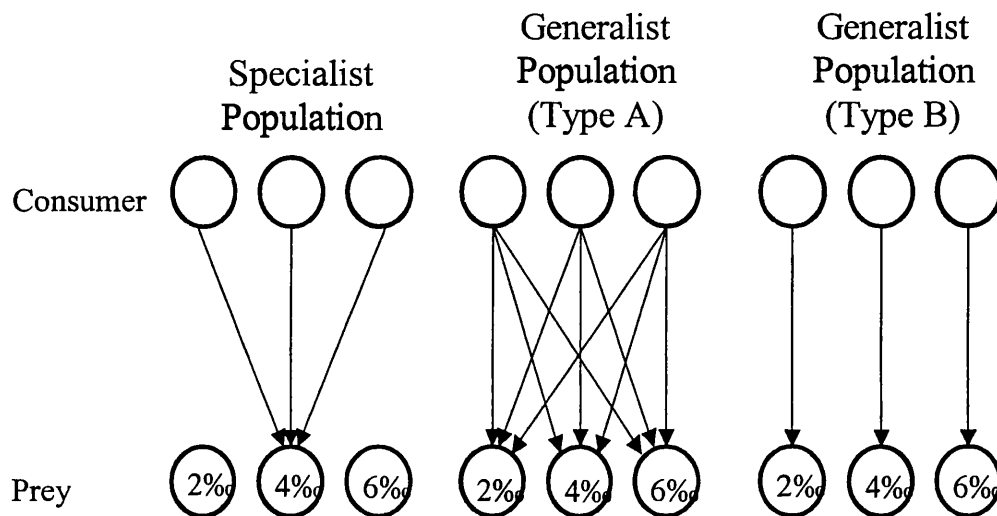 Specialist
Population
Generalist
Population
(Type A)
Generalist
Population
(Type B)
Consumer
Prey
2‰ 4‰ 6‰ 2‰ 4‰ 6‰ 2‰ 4‰ 6‰